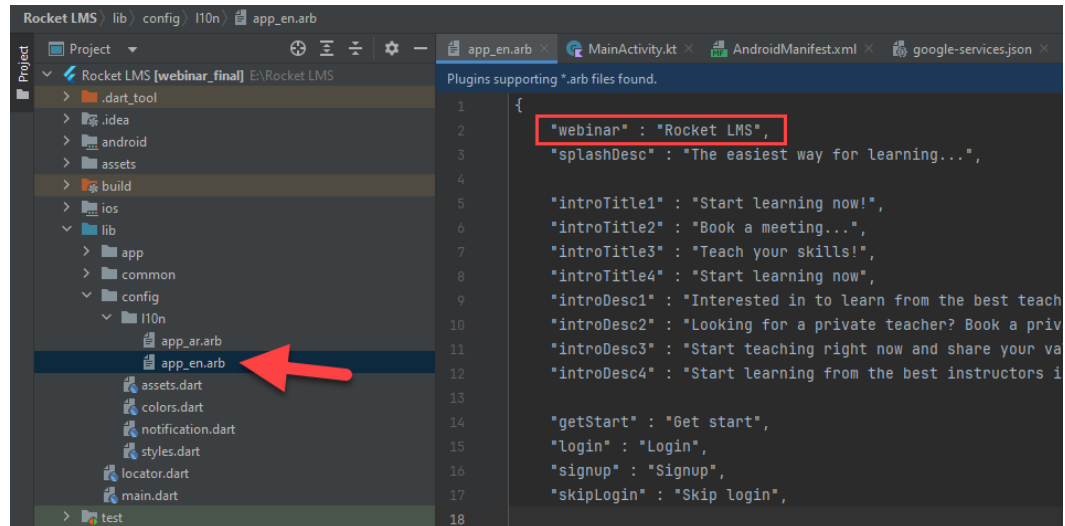 Rocket LMS lib config l10n app_en.arb
Project
Project
app_en.arb MainActivity.kt AndroidManifest.xml google-services.json
Rocket LMS [webinar_final] E:\Rocket LMS
.dart_tool
.idea
android
assets
build
ios
lib
app
common
config
l10n
app_ar.arb
app_en.arb
assets.dart
colors.dart
notification.dart
styles.dart
locator.dart
main.dart
test
Plugins supporting *.arb files found.
1 {
2 "webinar" : "Rocket LMS",
3 "splashDesc" : "The easiest way for learning...",
4
5 "introTitle1" : "Start learning now!",
6 "introTitle2" : "Book a meeting...",
7 "introTitle3" : "Teach your skills!",
8 "introTitle4" : "Start learning now",
9 "introDesc1" : "Interested in to learn from the best teach
10 "introDesc2" : "Looking for a private teacher? Book a priv
11 "introDesc3" : "Start teaching right now and share your va
12 "introDesc4" : "Start learning from the best instructors i
13
14 "getStart" : "Get start",
15 "login" : "Login",
16 "signup" : "Signup",
17 "skipLogin" : "Skip login",
18